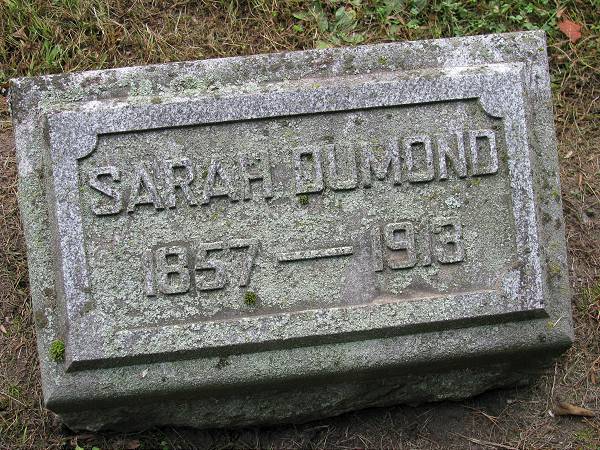 SARAH DUMOND
1857 — 1913